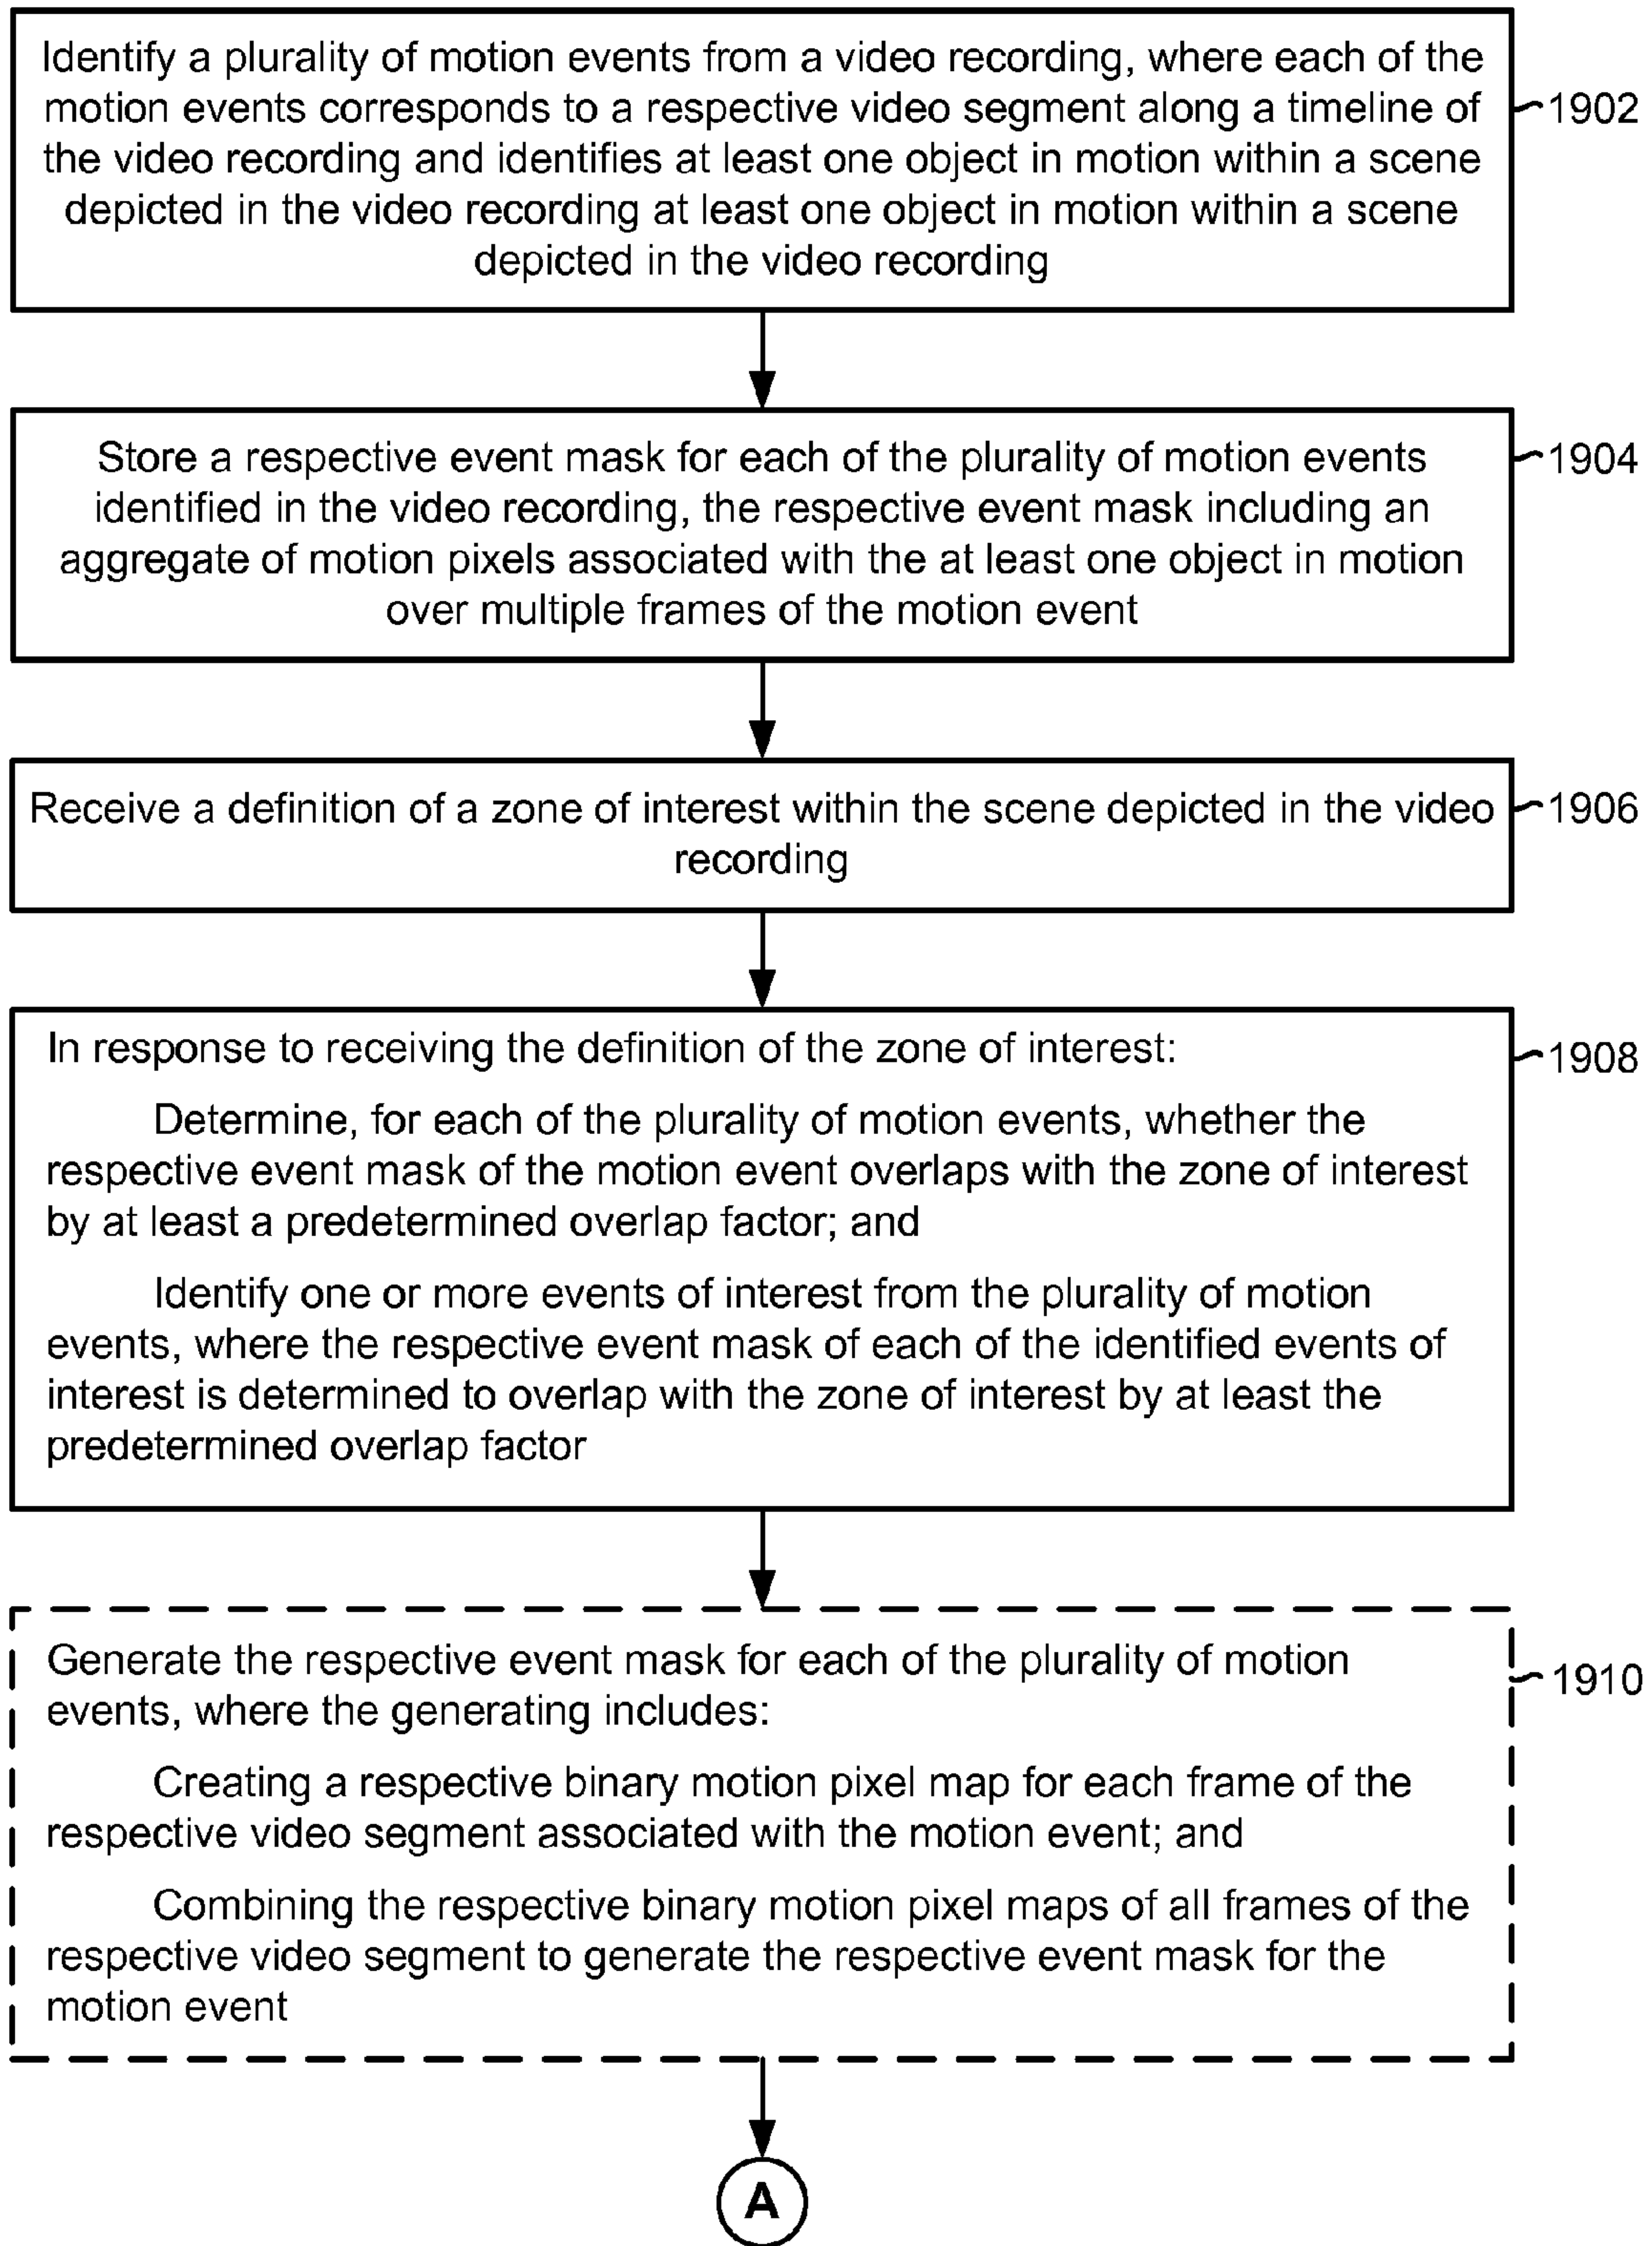 Identify a plurality of motion events from a video recording, where each of the
motion events corresponds to a respective video segment along a timeline of
the video recording and identifies at least one object in motion within a scene
depicted in the video recording at least one object in motion within a scene
depicted in the video recording
1902
Store a respective event mask for each of the plurality of motion events
identified in the video recording, the respective event mask including an
aggregate of motion pixels associated with the at least one object in motion
over multiple frames of the motion event
1904
Receive a definition of a zone of interest within the scene depicted in the video
recording
1906
In response to receiving the definition of the zone of interest:
Determine, for each of the plurality of motion events, whether the
respective event mask of the motion event overlaps with the zone of interest
by at least a predetermined overlap factor; and
Identify one or more events of interest from the plurality of motion
events, where the respective event mask of each of the identified events of
interest is determined to overlap with the zone of interest by at least the
predetermined overlap factor
1908
Generate the respective event mask for each of the plurality of motion
events, where the generating includes:
Creating a respective binary motion pixel map for each frame of the
respective video segment associated with the motion event; and
Combining the respective binary motion pixel maps of all frames of the
respective video segment to generate the respective event mask for the
motion event
1910
A